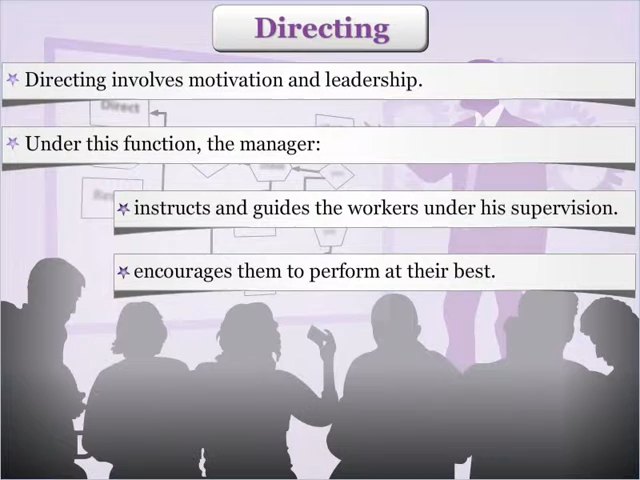 Directing
Directing involves motivation and leadership.
Direct
Under this function, the manager:
instructs and guides the workers under his supervision.
encourages them to perform at their best.